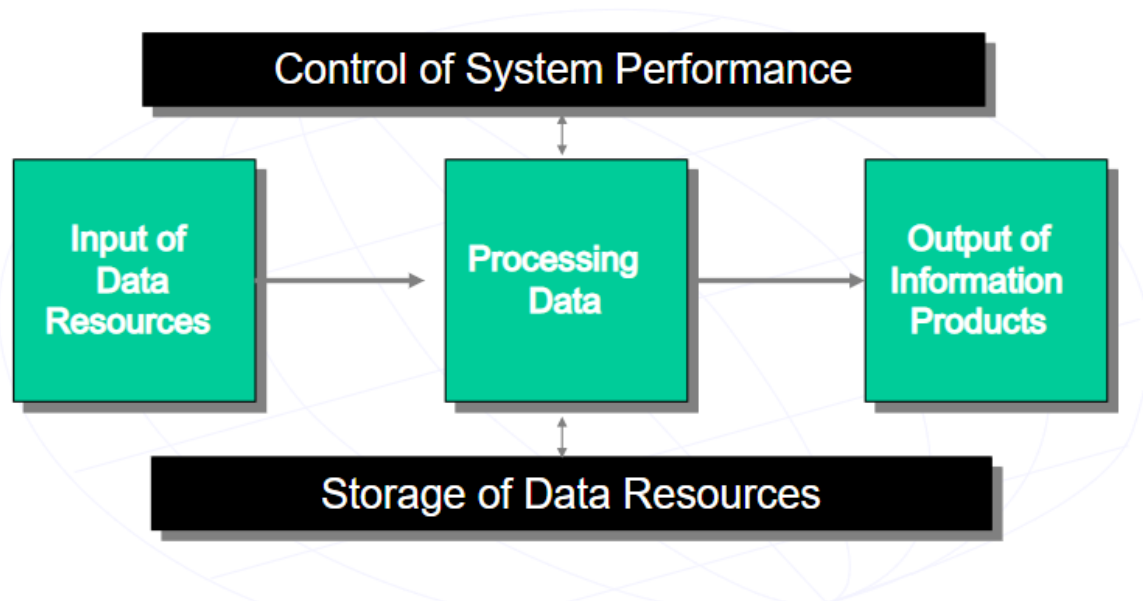 Control of System Performance
Input of
Data
Resources
Processing
Data
Output of
Information
Products
Storage of Data Resources